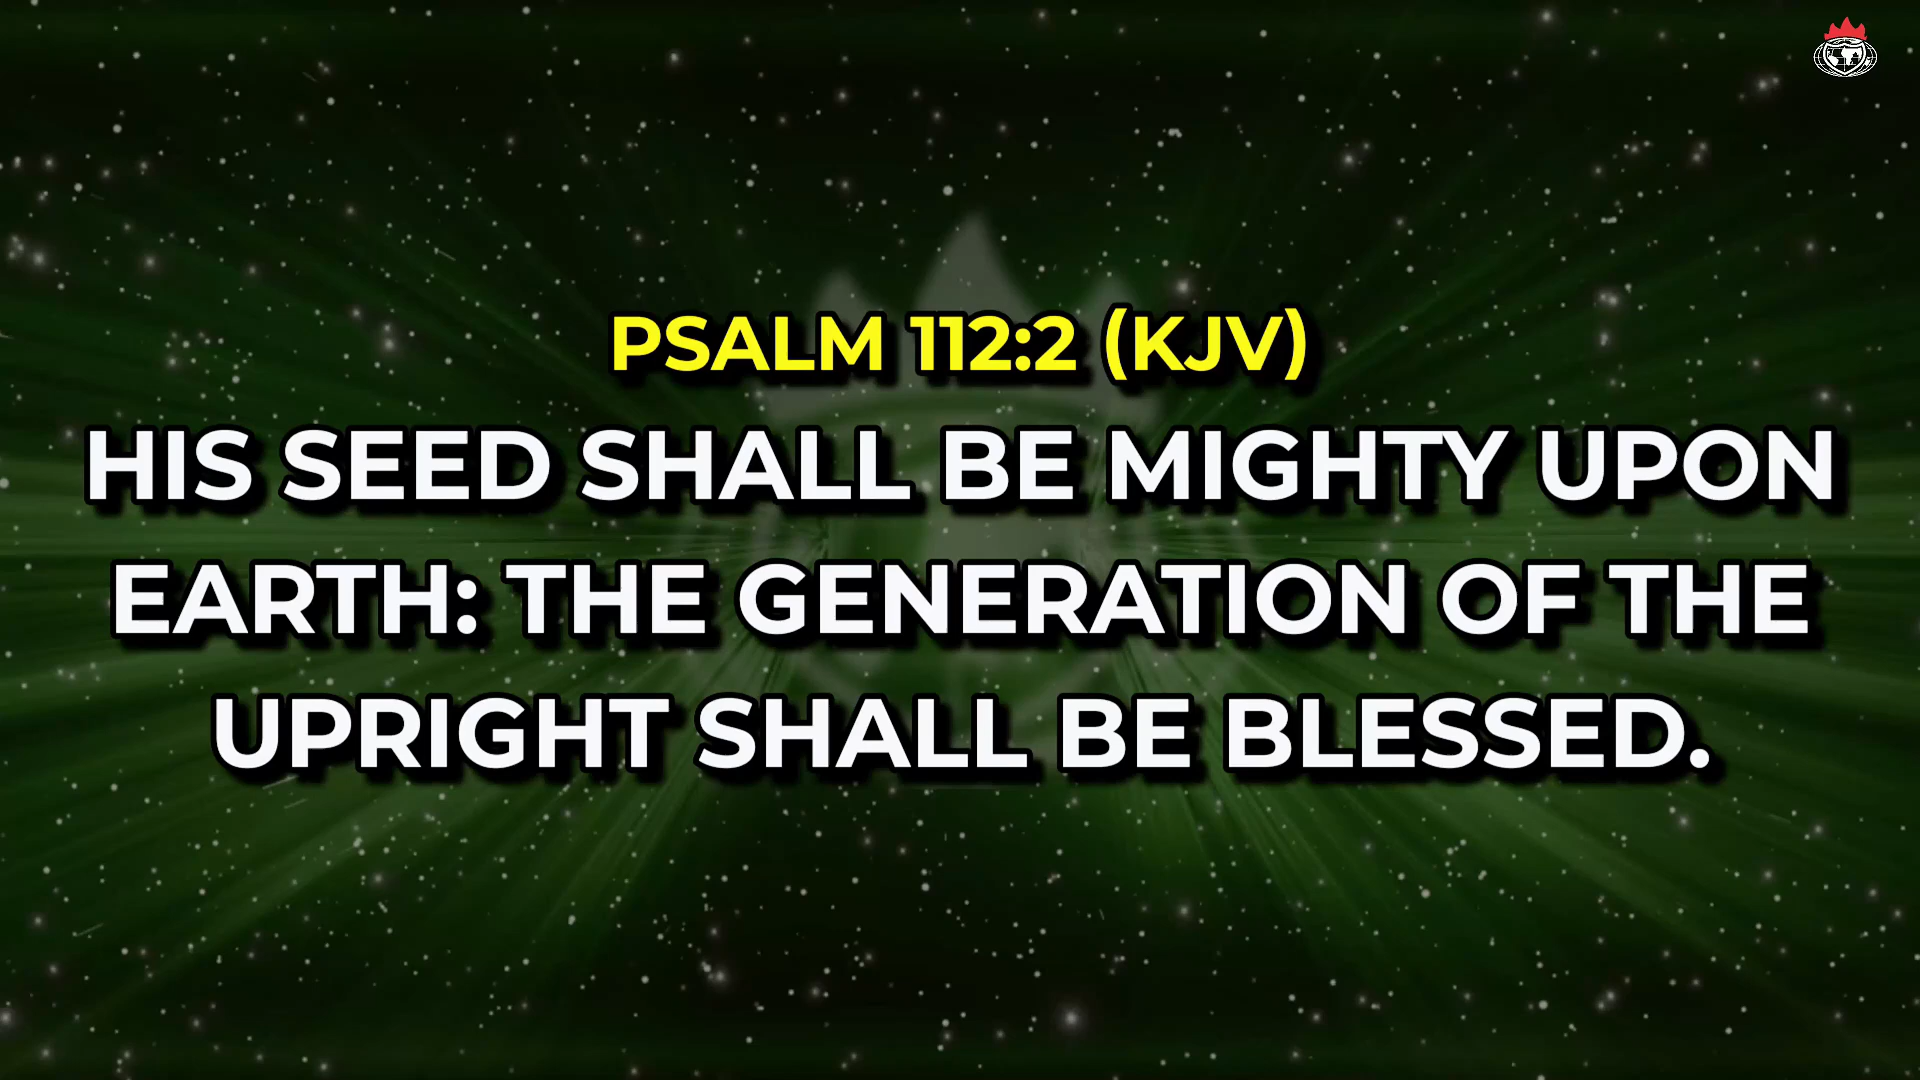 PSALM 112:2 (KJV)
HIS SEED SHALL BE MIGHTY UPON
EARTH: THE GENERATION OF THE
UPRIGHT SHALL BE BLESSED.